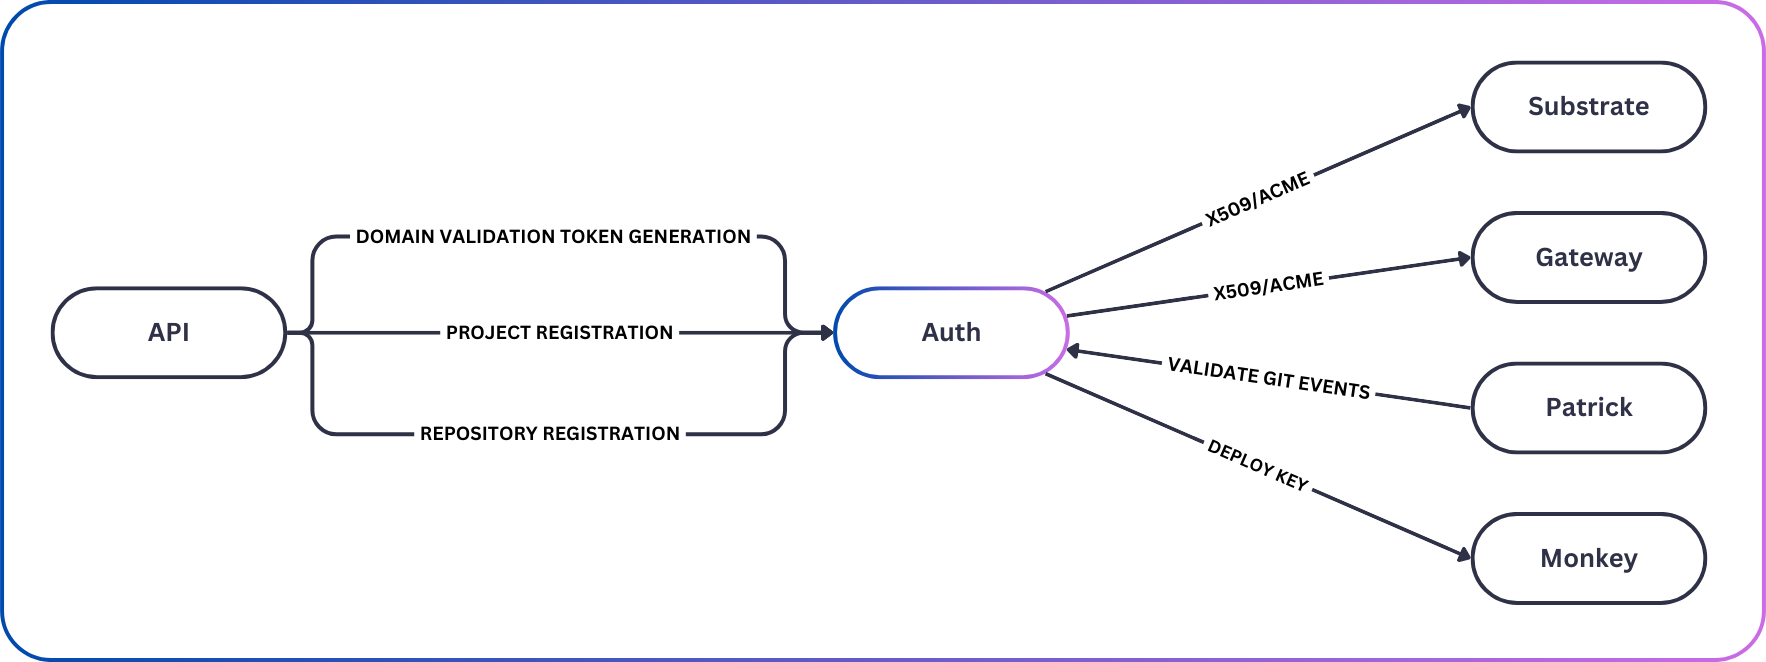 API
DOMAIN VALIDATION TOKEN GENERATION
PROJECT REGISTRATION
REPOSITORY REGISTRATION
Auth
X509/ACME
X509/ACME
VALIDATE GIT EVENTS
DEPLOY KEY
Substrate
Gateway
Patrick
Monkey